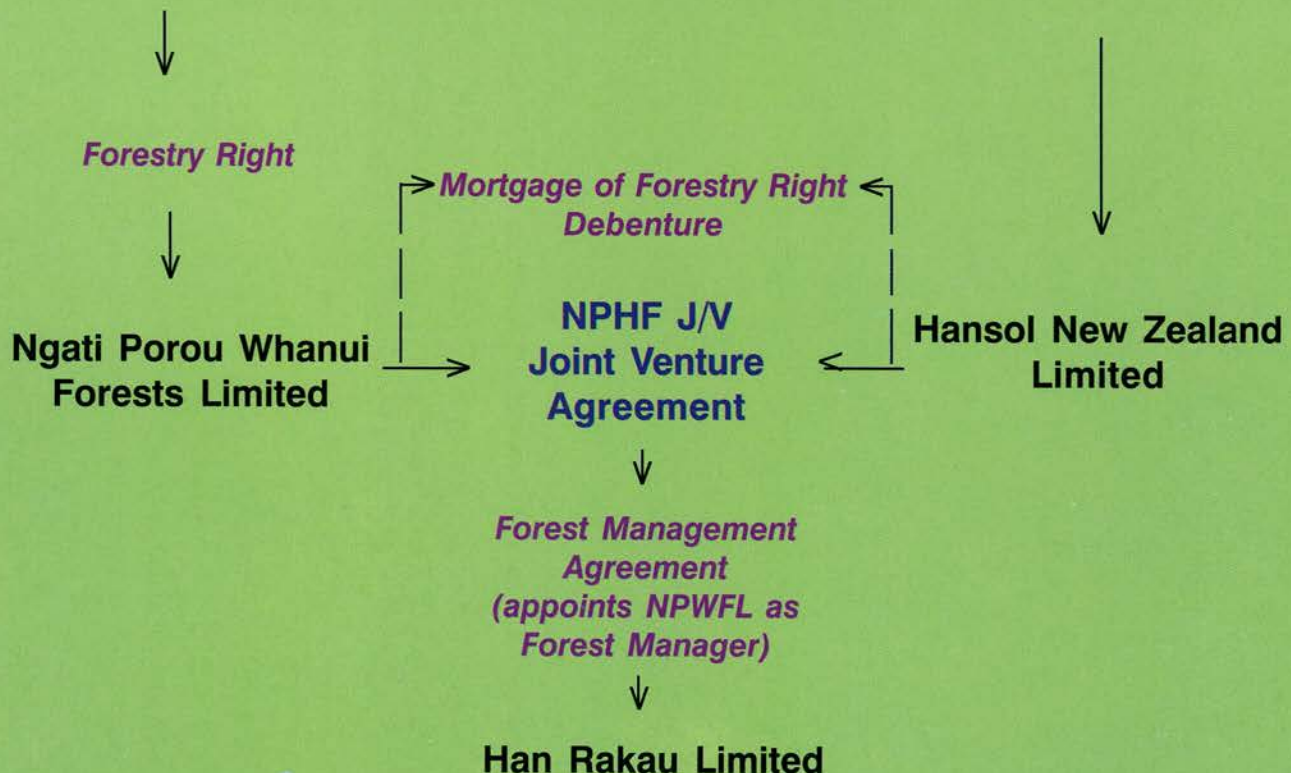 Forestry Right
Mortgage of Forestry Right
Debenture
Ngati Porou Whanui
Forests Limited
NPHF J/V
Joint Venture
Agreement
Hansol New Zealand
Limited
Forest Management
Agreement
(appoints NPWFL as
Forest Manager)
Han Rakau Limited